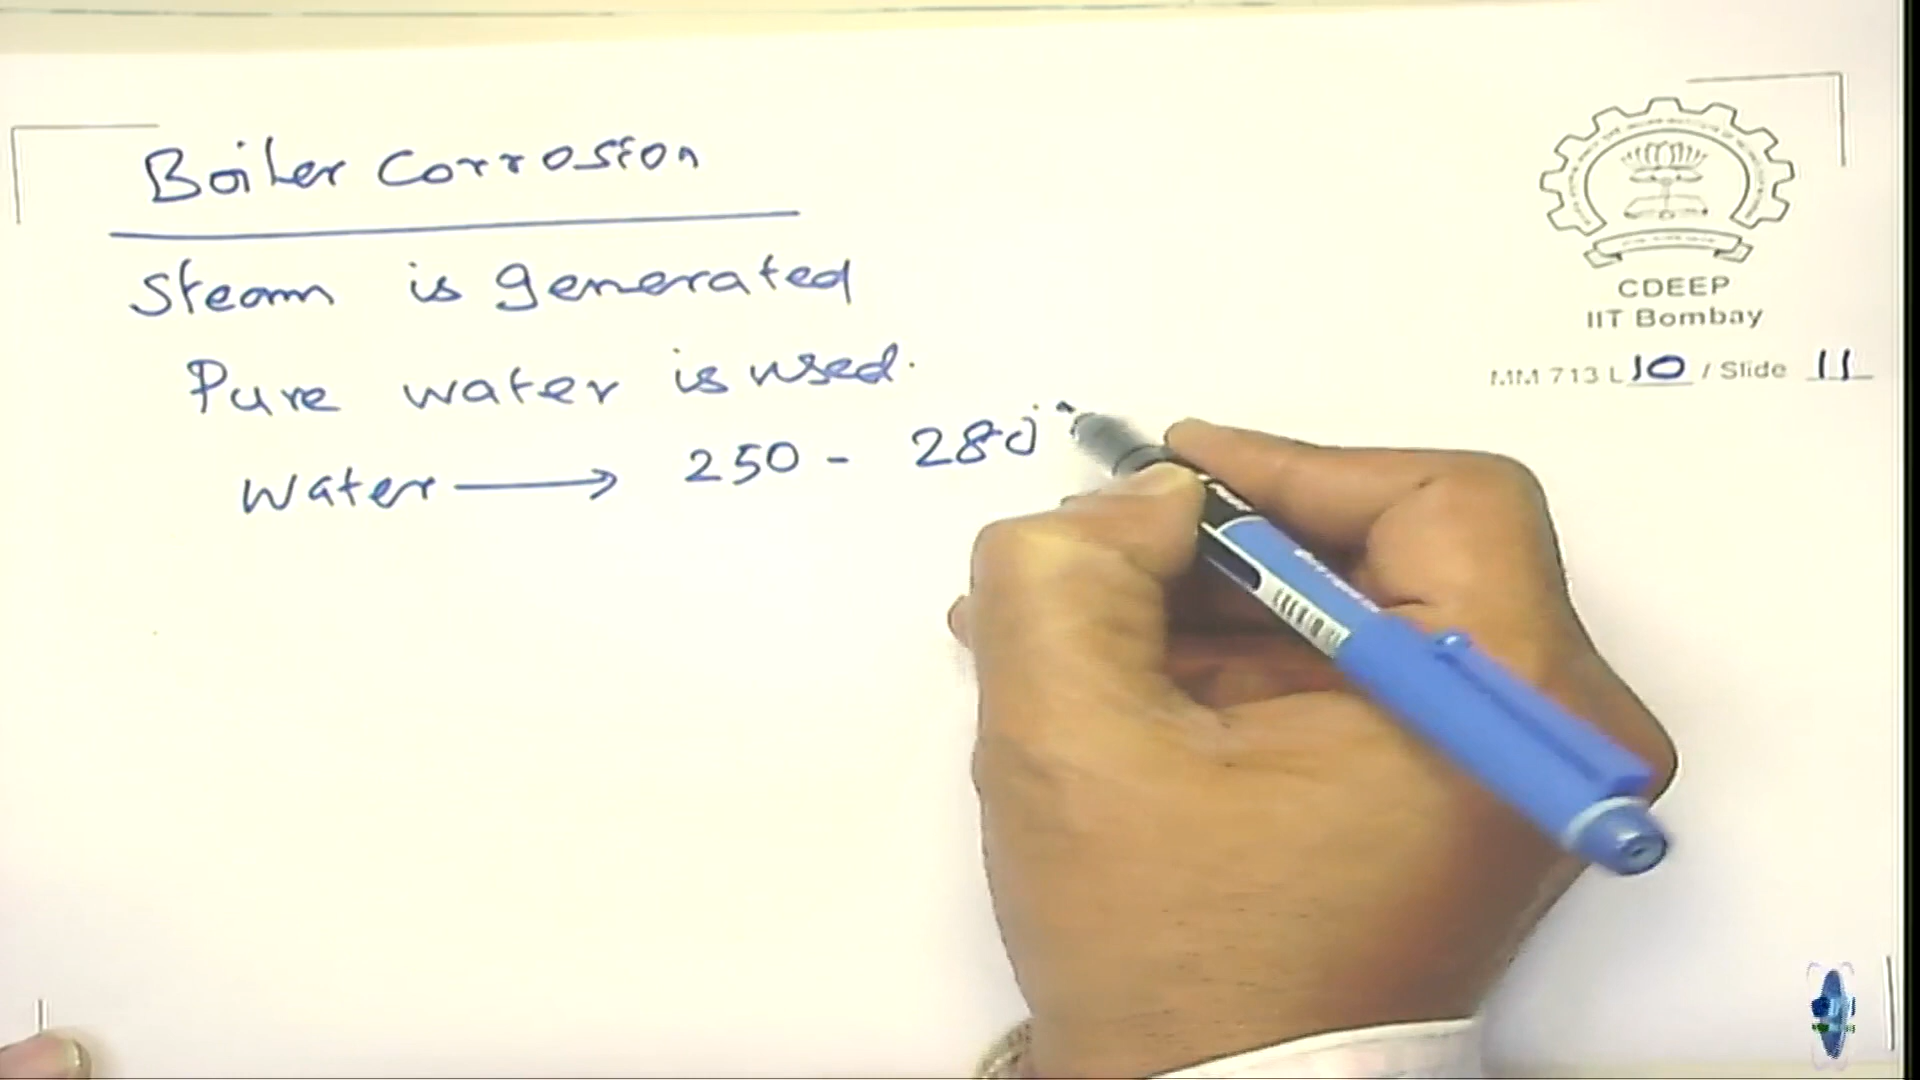 Boiler Corrosion
Steam is generated
Pure water is used.
Water → 250 - 280°
CDEEP
IIT Bombay
MM 713 L 10 / Slide 11